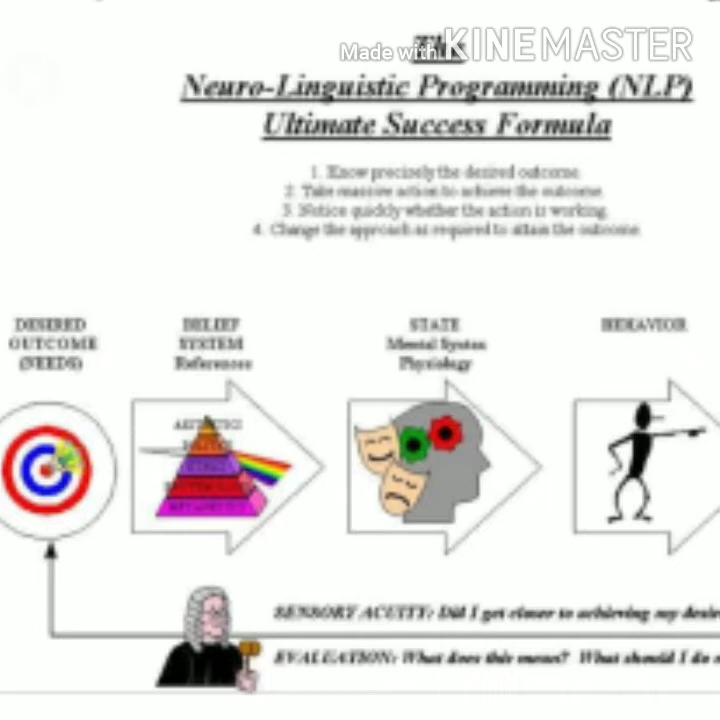 The
Made with KINEMASTER
Neuro-Linguistic Programming (NLP)
Ultimate Success Formula
1. Know precisely the desired outcome.
2. Take massive action to achieve the outcome.
3. Notice quickly whether the action is working.
4. Change the approach as required to attain the outcome.
DESIRED
OUTCOME
(NEEDS)
BELIEF
SYSTEM
References
STATE
Mental Syntax
Physiology
BEHAVIOR
SENSORY ACUITY: Did I get closer to achieving my
EVALUATION: What does this mean? What should I do